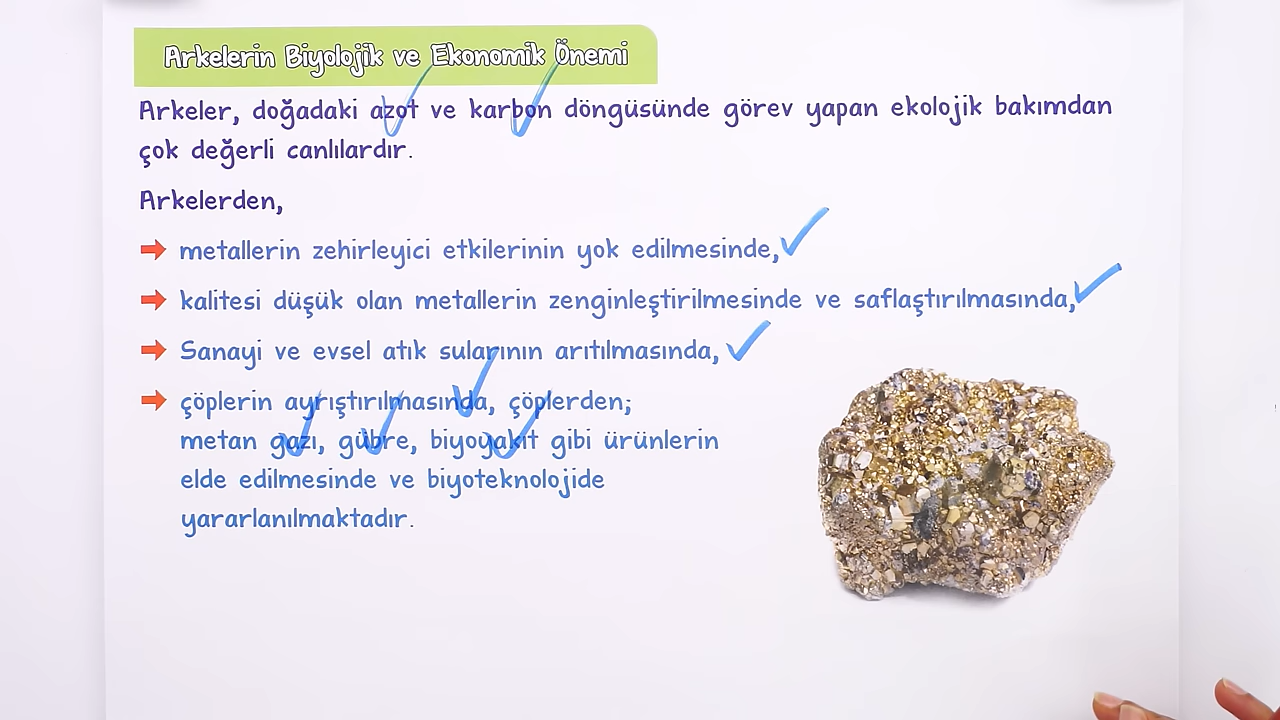 Arkelerin Biyolojik ve Ekonomik Önemi
Arkeler, doğadaki azot ve karbon döngüsünde görev yapan ekolojik bakımdan
çok değerli canlılardır.
Arkelerden,
metallerin zehirleyici etkilerinin yok edilmesinde,
kalitesi düşük olan metallerin zenginleştirilmesinde ve saflaştırılmasında,
Sanayi ve evsel atık sularının arıtılmasında,
çöplerin ayrıştırılmasında, çöplerden;
metan gazı, gübre, biyoyakıt gibi ürünlerin
elde edilmesinde ve biyoteknolojide
yararlanılmaktadır.